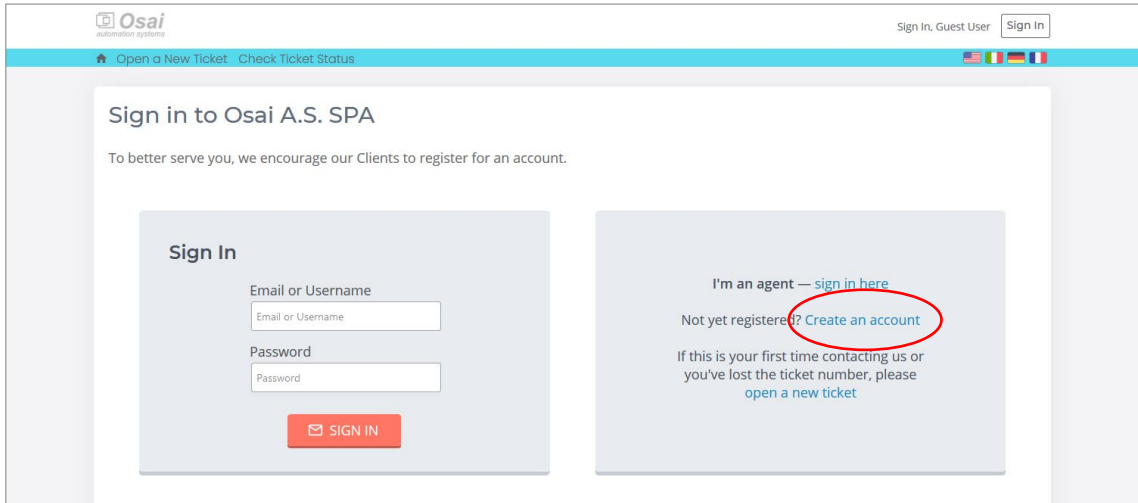 Osai
automation systems
Sign In, Guest User
Sign In
Open a New Ticket Check Ticket Status
Sign in to Osai A.S. SPA
To better serve you, we encourage our Clients to register for an account.
Sign In
Email or Username
Email or Username
Password
Password
SIGN IN
I'm an agent — sign in here
Not yet registered? Create an account
If this is your first time contacting us or
you've lost the ticket number, please
open a new ticket